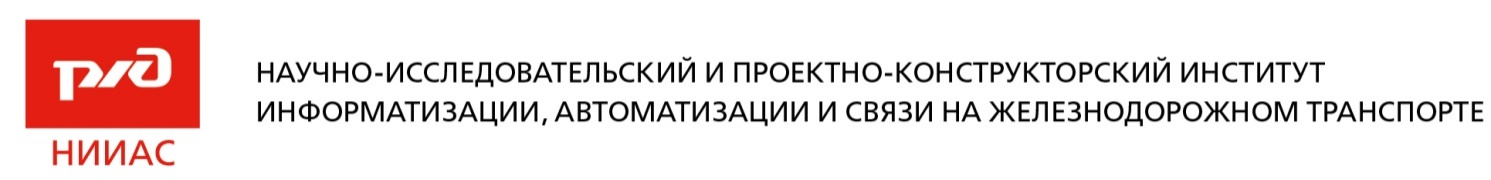 ржд
НИИАС
НАУЧНО-ИССЛЕДОВАТЕЛЬСКИЙ И ПРОЕКТНО-КОНСТРУКТОРСКИЙ ИНСТИТУТ
ИНФОРМАТИЗАЦИИ, АВТОМАТИЗАЦИИ И СВЯЗИ НА ЖЕЛЕЗНОДОРОЖНОМ ТРАНСПОРТЕ